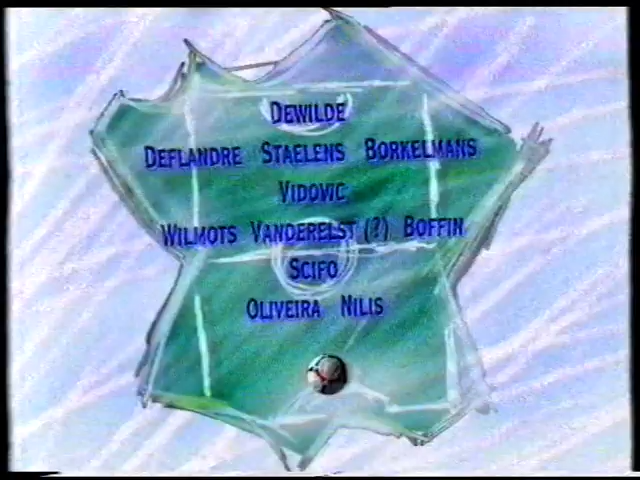 DEWILDE
DEFLANDRE STAELENS BORKELMANS
VIDOVIC
WILMOTS VANDERELST (?) BOFFIN
SCIFO
OLIVEIRA NILIS